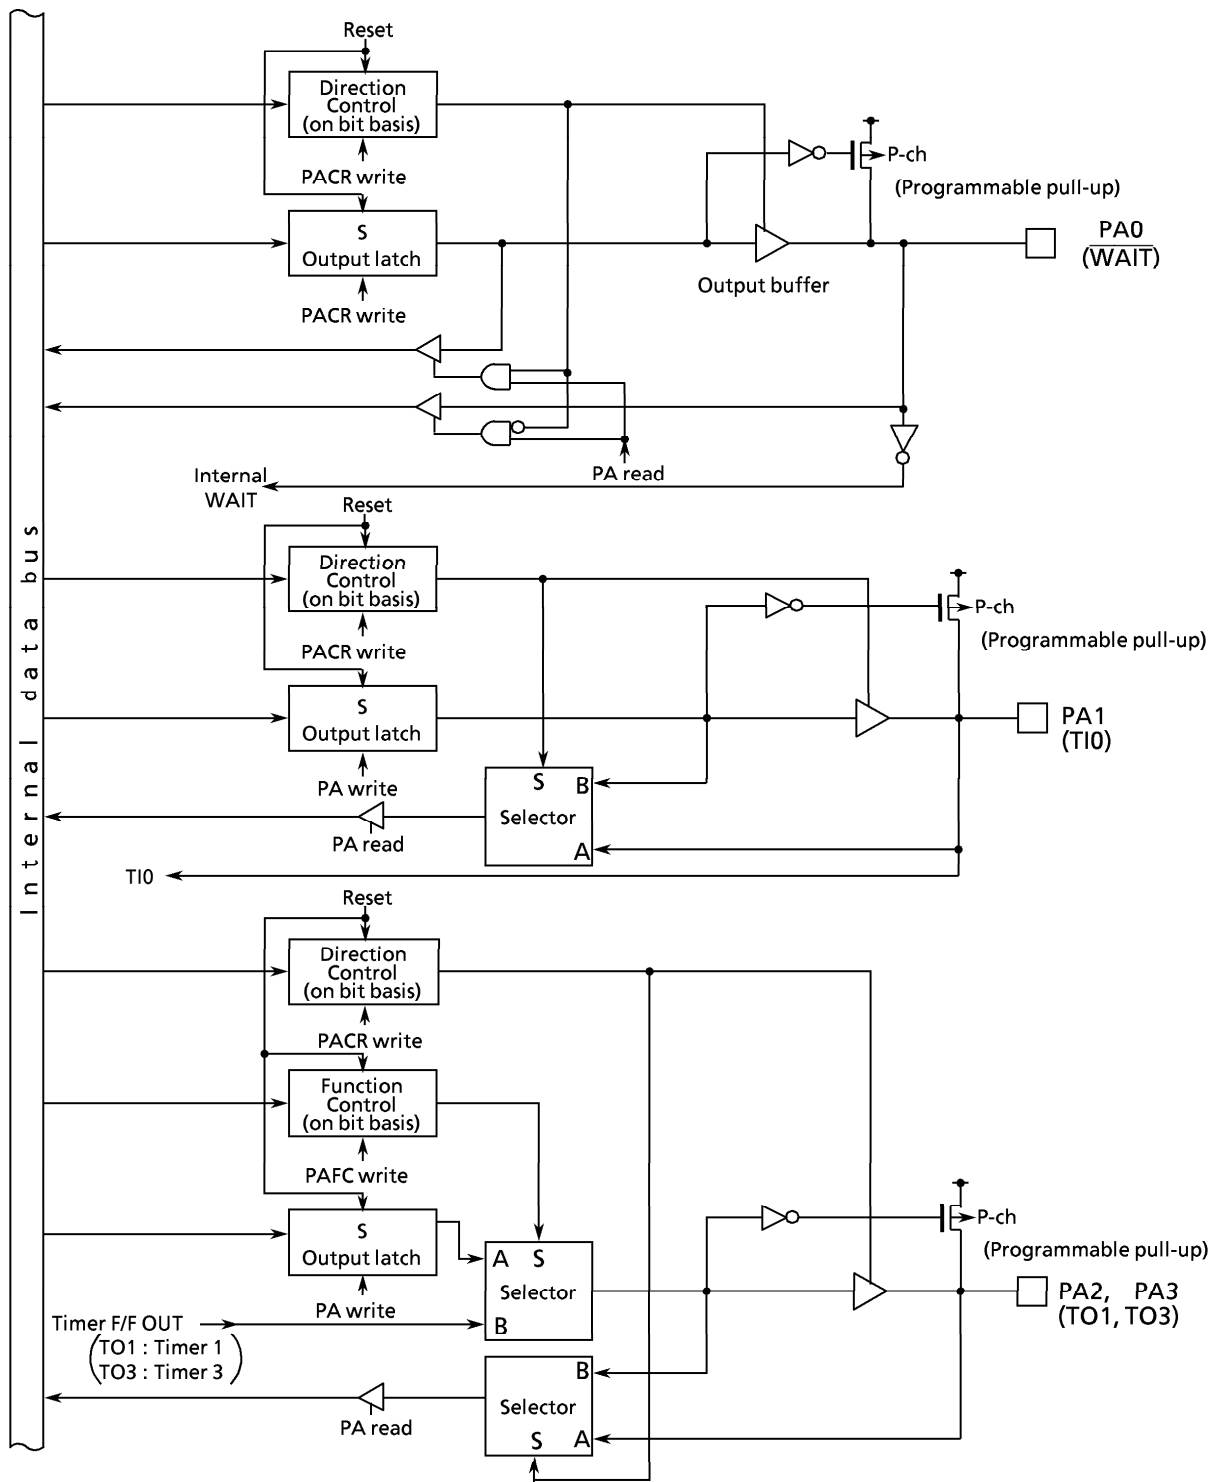 Internal data bus
Reset
Direction
Control
(on bit basis)
PACR write
P-ch
(Programmable pull-up)
S
Output latch
PACR write
Output buffer
PA0
(WAIT)
PA read
Internal
WAIT
Reset
Direction
Control
(on bit basis)
PACR write
P-ch
(Programmable pull-up)
S
Output latch
PA write
PA1
(TI0)
S
B
Selector
A
PA read
TI0
Reset
Direction
Control
(on bit basis)
PACR write
Function
Control
(on bit basis)
PAFC write
P-ch
(Programmable pull-up)
S
Output latch
PA write
A S
Selector
B
PA2, PA3
(TO1, TO3)
Timer F/F OUT
(TO1 : Timer 1
TO3 : Timer 3)
B
Selector
S A
PA read